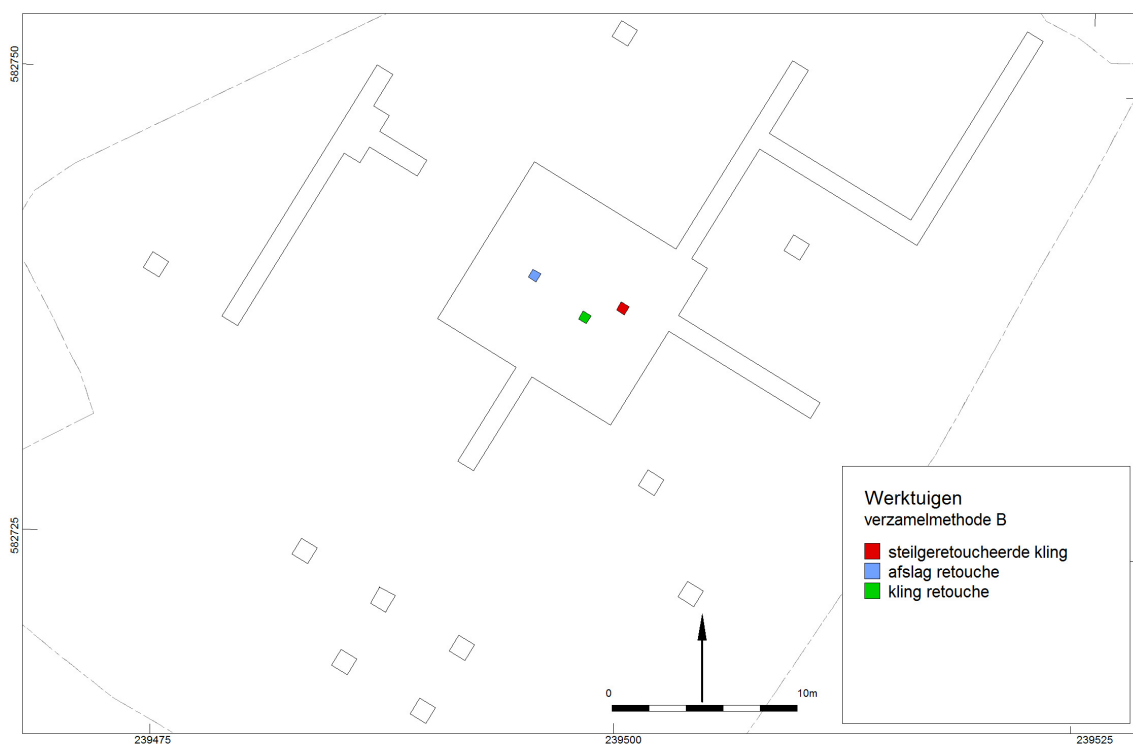 582750
582725
Werktuigen
verzamelmethode B
steilgeretoucheerde kling
afslag retouche
kling retouche
0 10m
239475 239500 239525